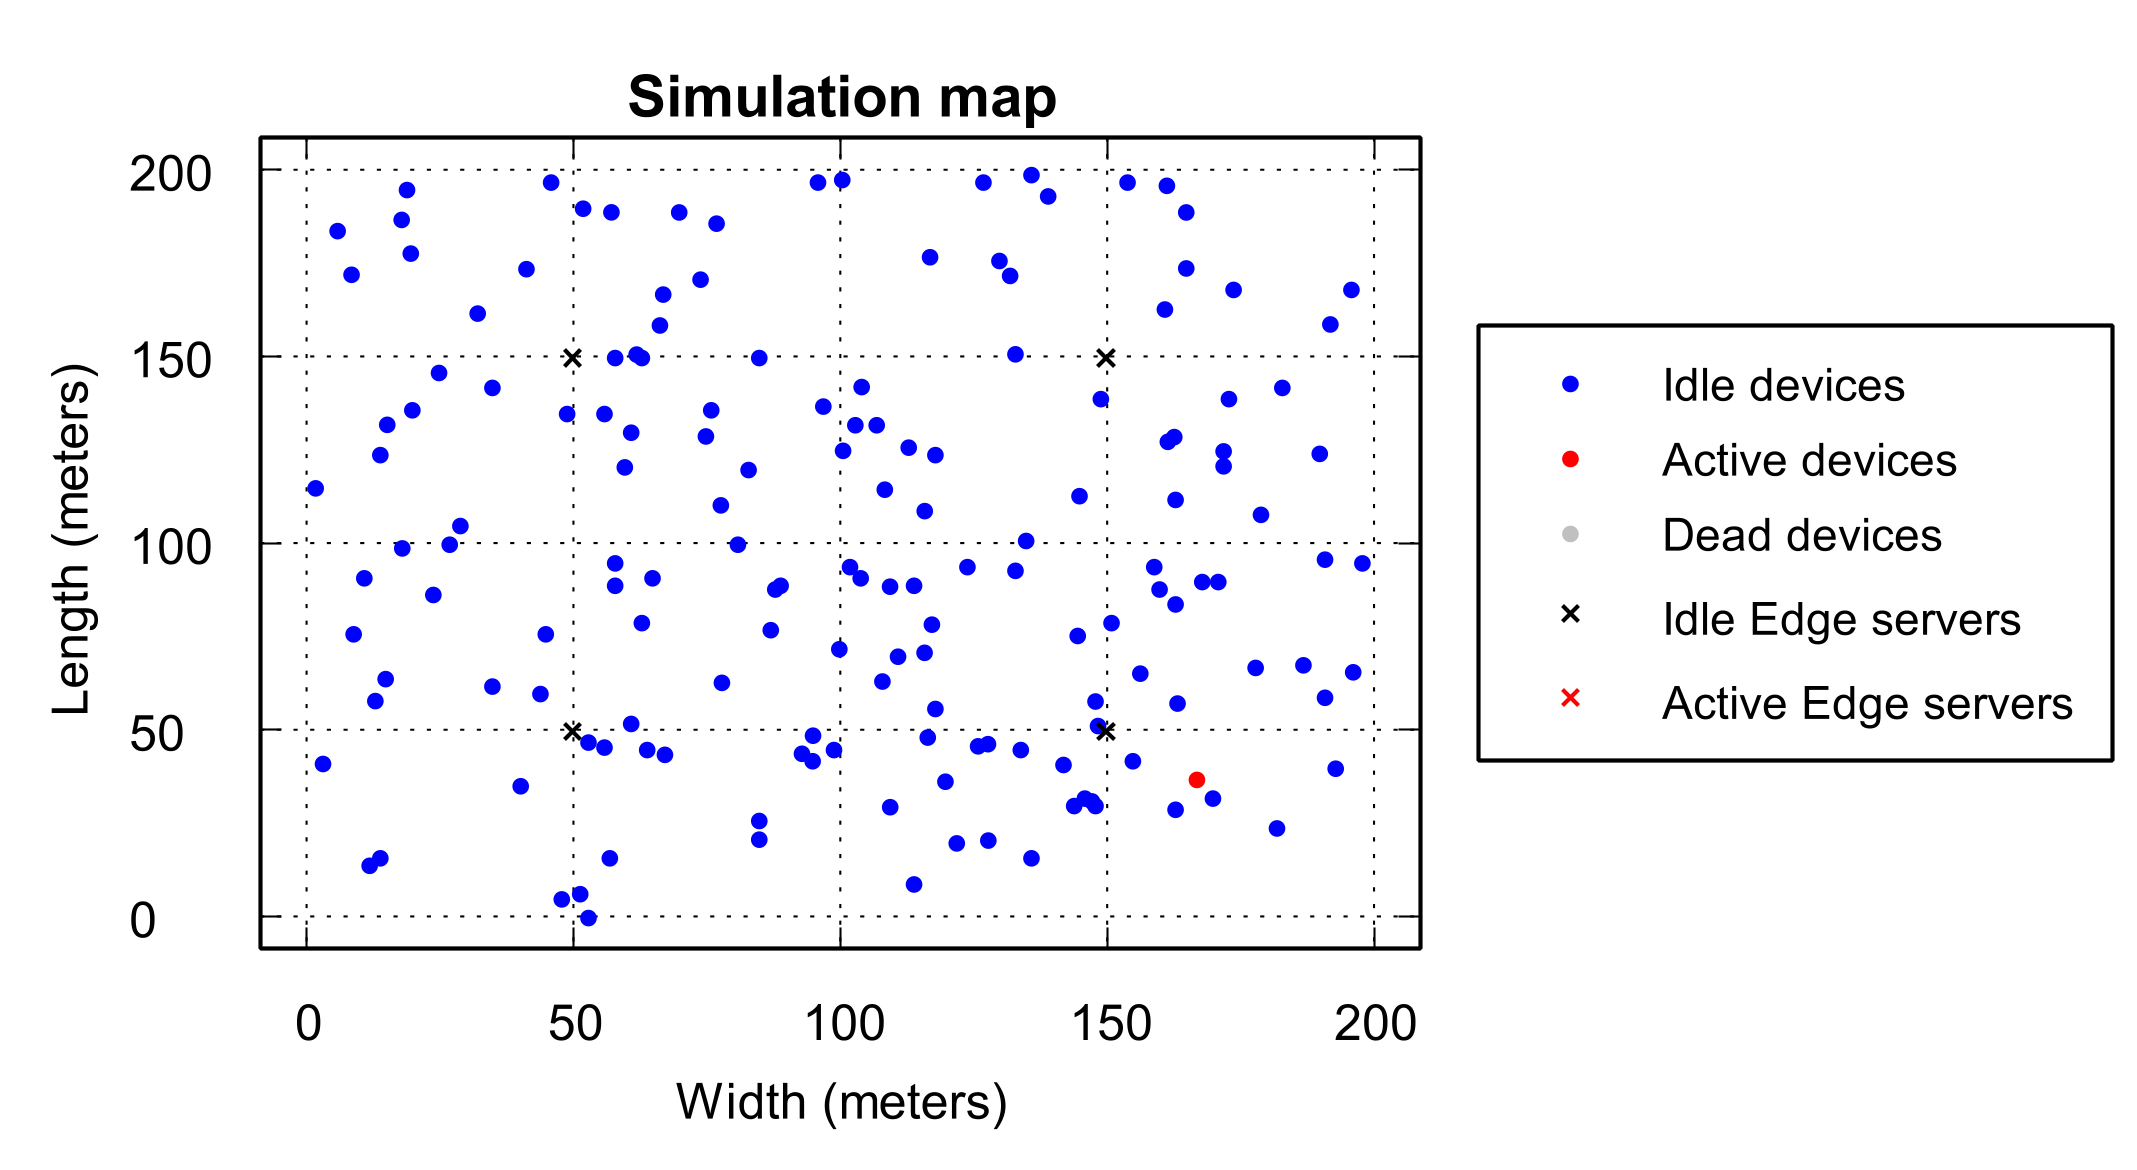 Simulation map
200
150
100
50
0
Length (meters)
0 50 100 150 200
Width (meters)
Idle devices
Active devices
Dead devices
Idle Edge servers
Active Edge servers